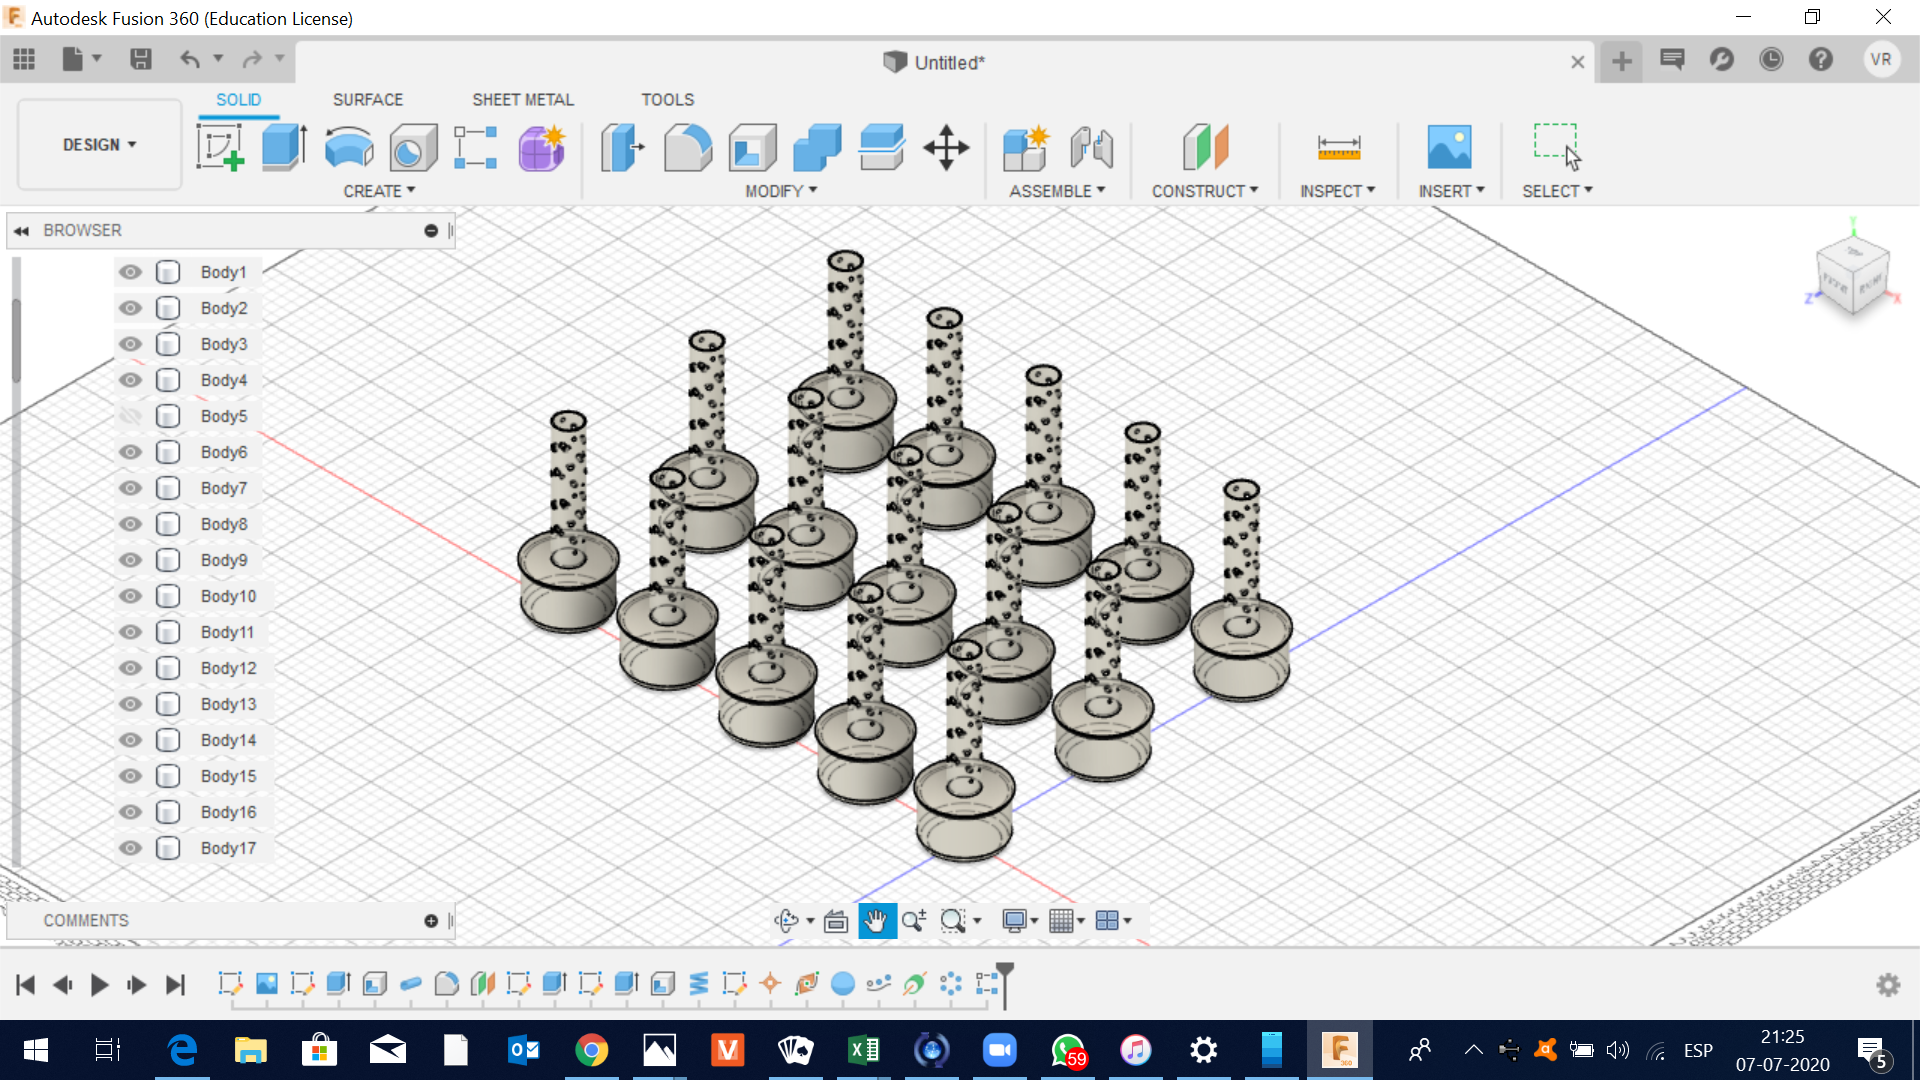 Autodesk Fusion 360 (Education License)
Untitled*
VR
SOLID
SURFACE
SHEET METAL
TOOLS
DESIGN
CREATE
MODIFY
ASSEMBLE
CONSTRUCT
INSPECT
INSERT
SELECT
BROWSER
Body1
Body2
Body3
Body4
Body5
Body6
Body7
Body8
Body9
Body10
Body11
Body12
Body13
Body14
Body15
Body16
Body17
Y
TOP
Z
X
COMMENTS
59
360
ESP
21:25
07-07-2020
5